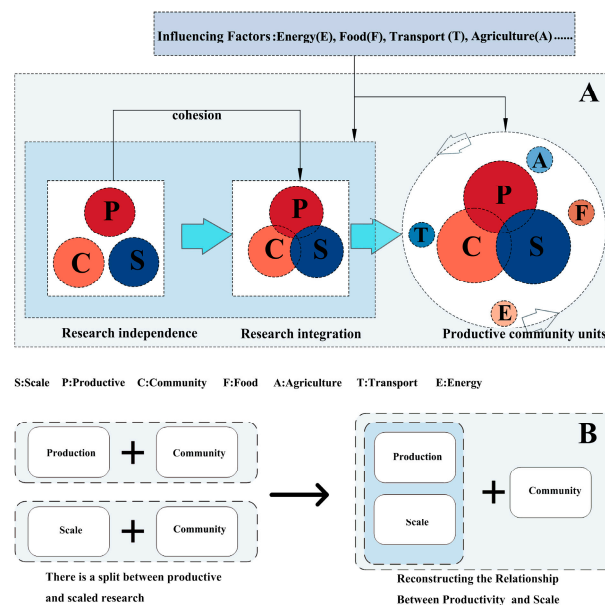 Influencing Factors:Energy(E), Food(F), Transport (T), Agriculture(A) ......
A
cohesion
P
C
S
P
C
S
A
P
F
T
C
S
E
Research independence
Research integration
Productive community units
S:Scale P:Productive C:Community F:Food A:Agriculture T:Transport E:Energy
B
Production
+
Community
Scale
+
Community
Production
Scale
+
Community
There is a split between productive
and scaled research
Reconstructing the Relationship
Between Productivity and Scale